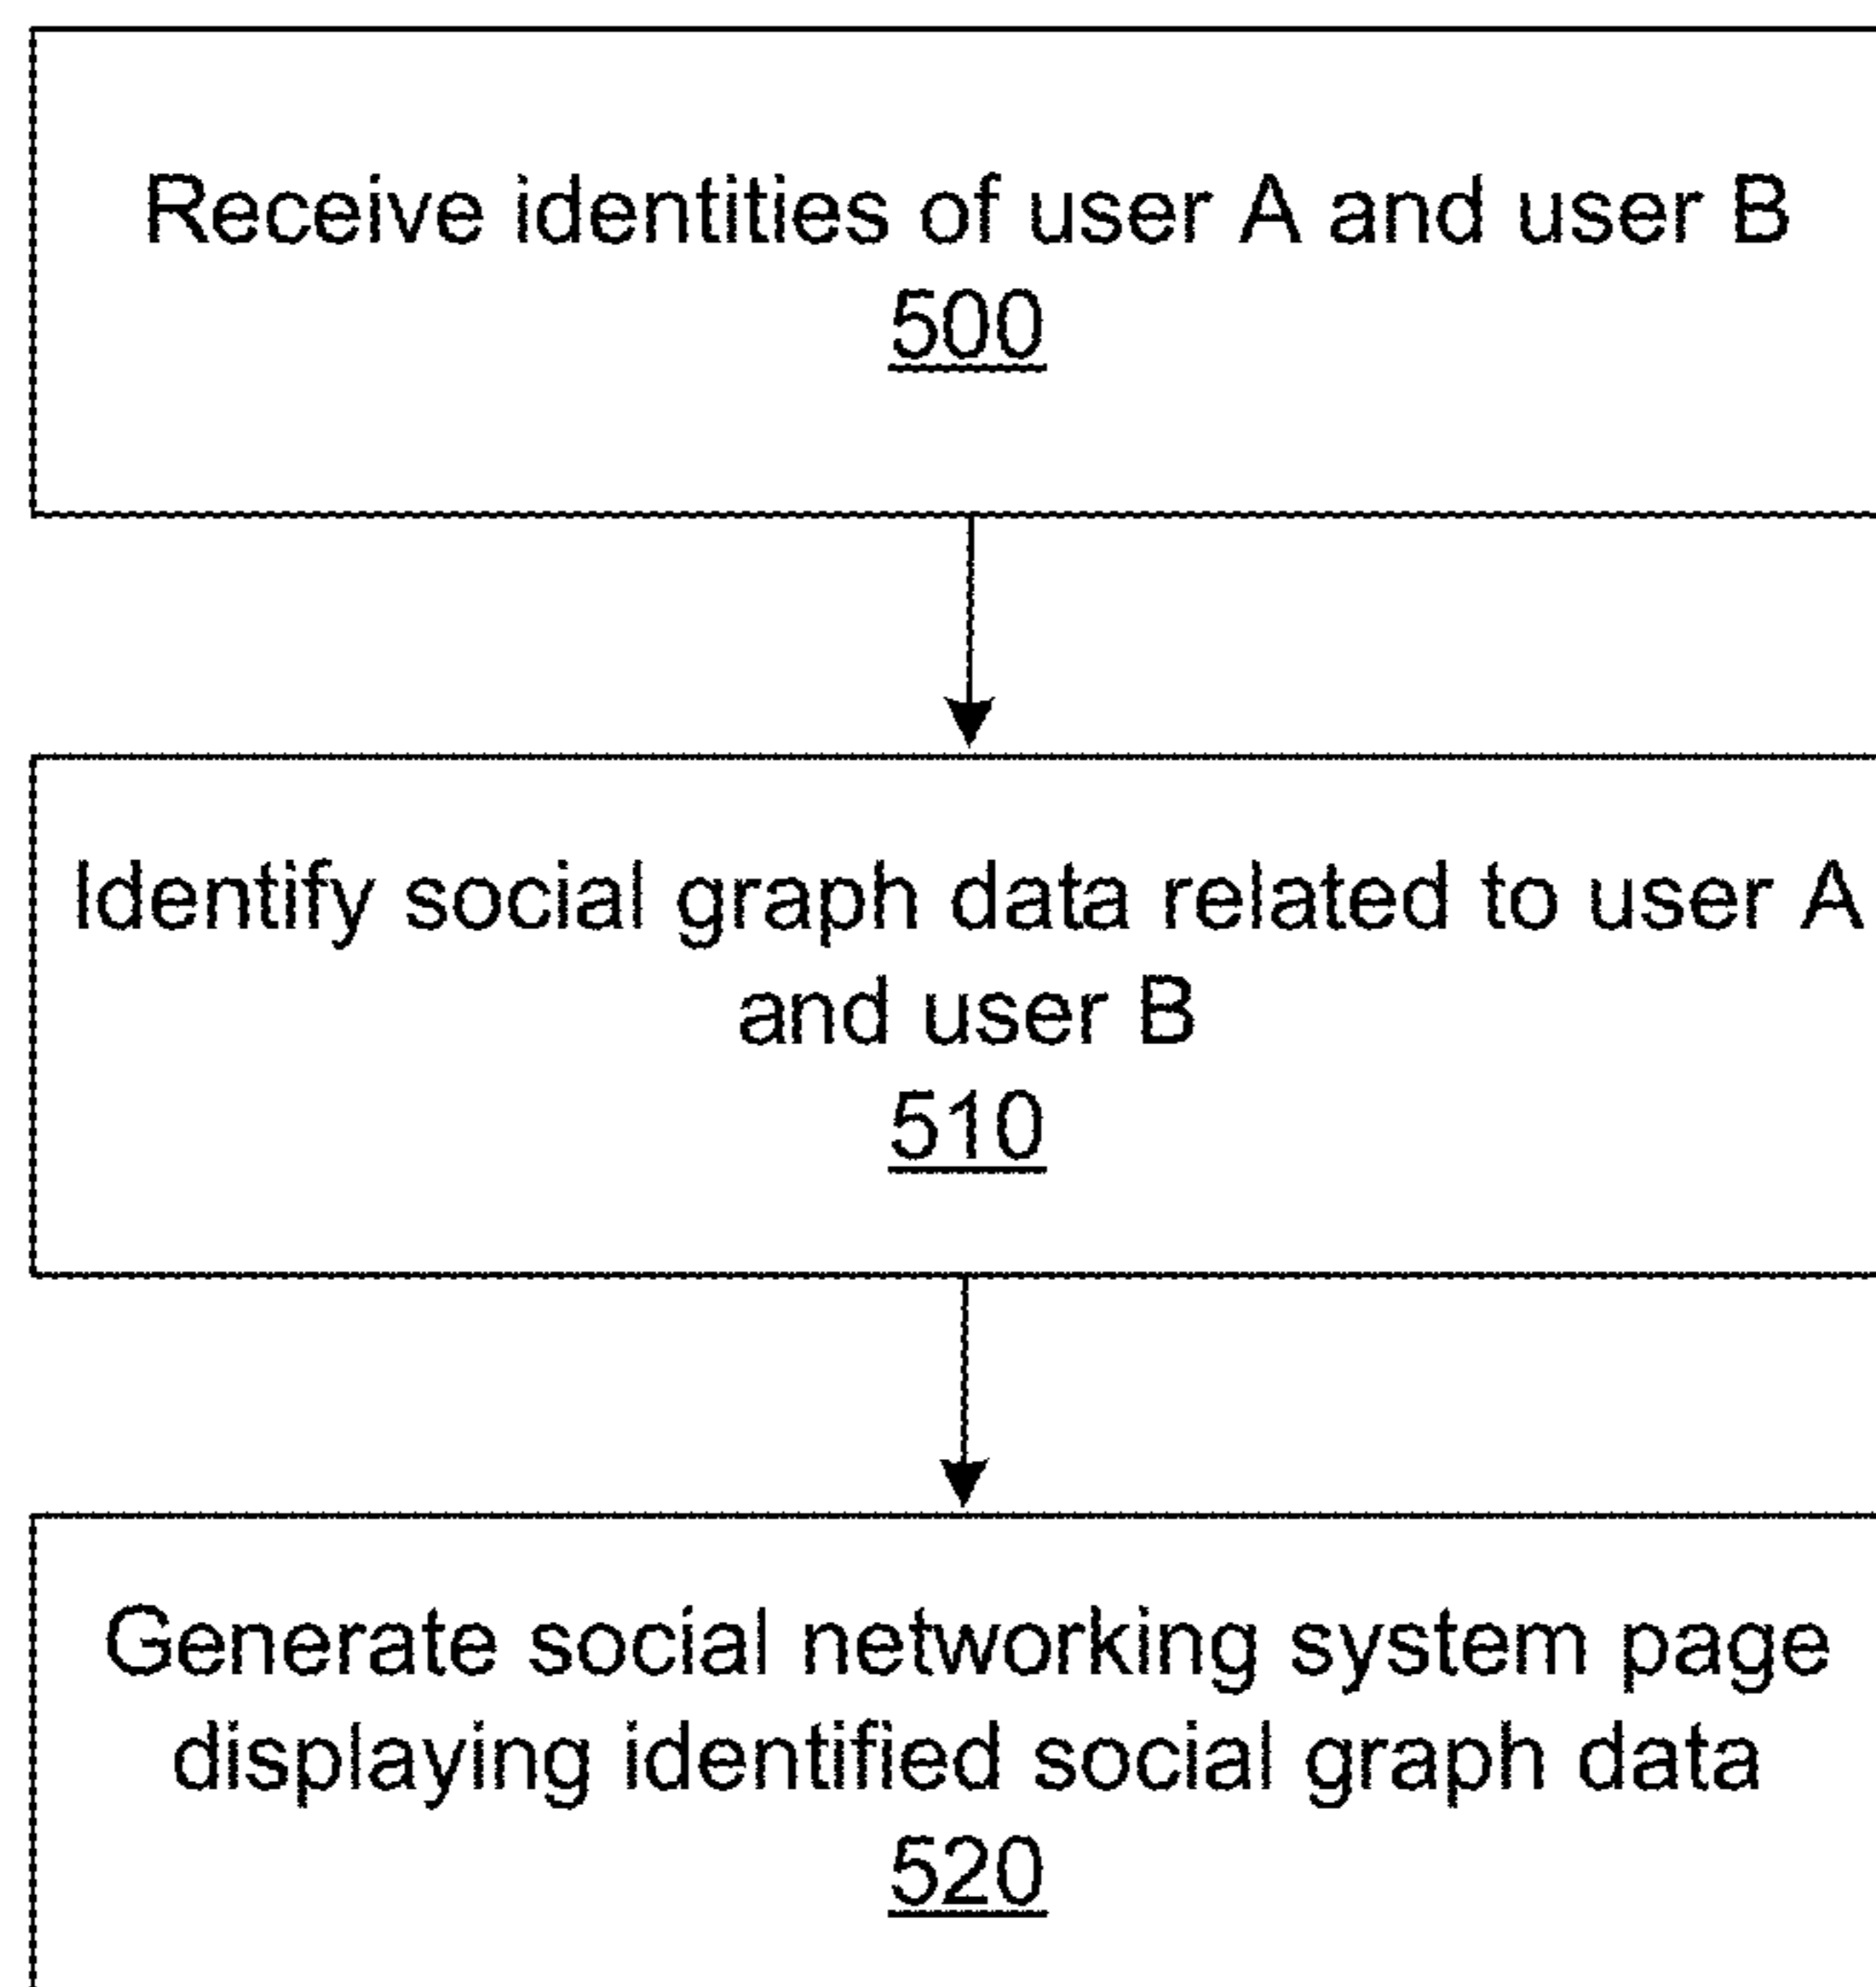 Receive identities of user A and user B
500
Identify social graph data related to user A
and user B
510
Generate social networking system page
displaying identified social graph data
520